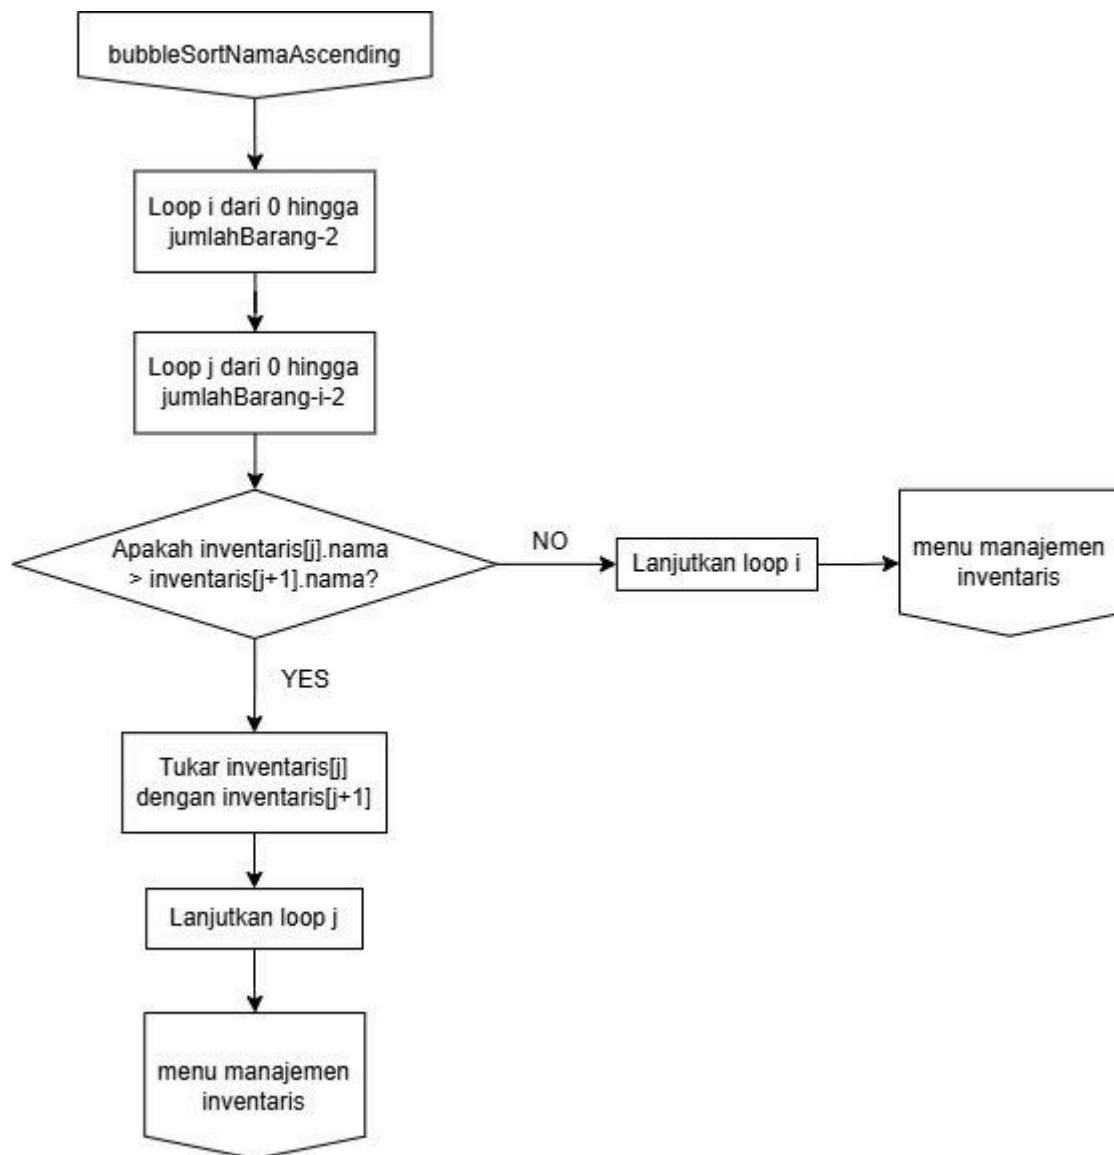 bubbleSortNamaAscending
Loop i dari 0 hingga
jumlahBarang-2
Loop j dari 0 hingga
jumlahBarang-i-2
Apakah inventaris[j].nama
> inventaris[j+1].nama?
NO
Lanjutkan loop i
menu manajemen
inventaris
YES
Tukar inventaris[j]
dengan inventaris[j+1]
Lanjutkan loop j
menu manajemen
inventaris